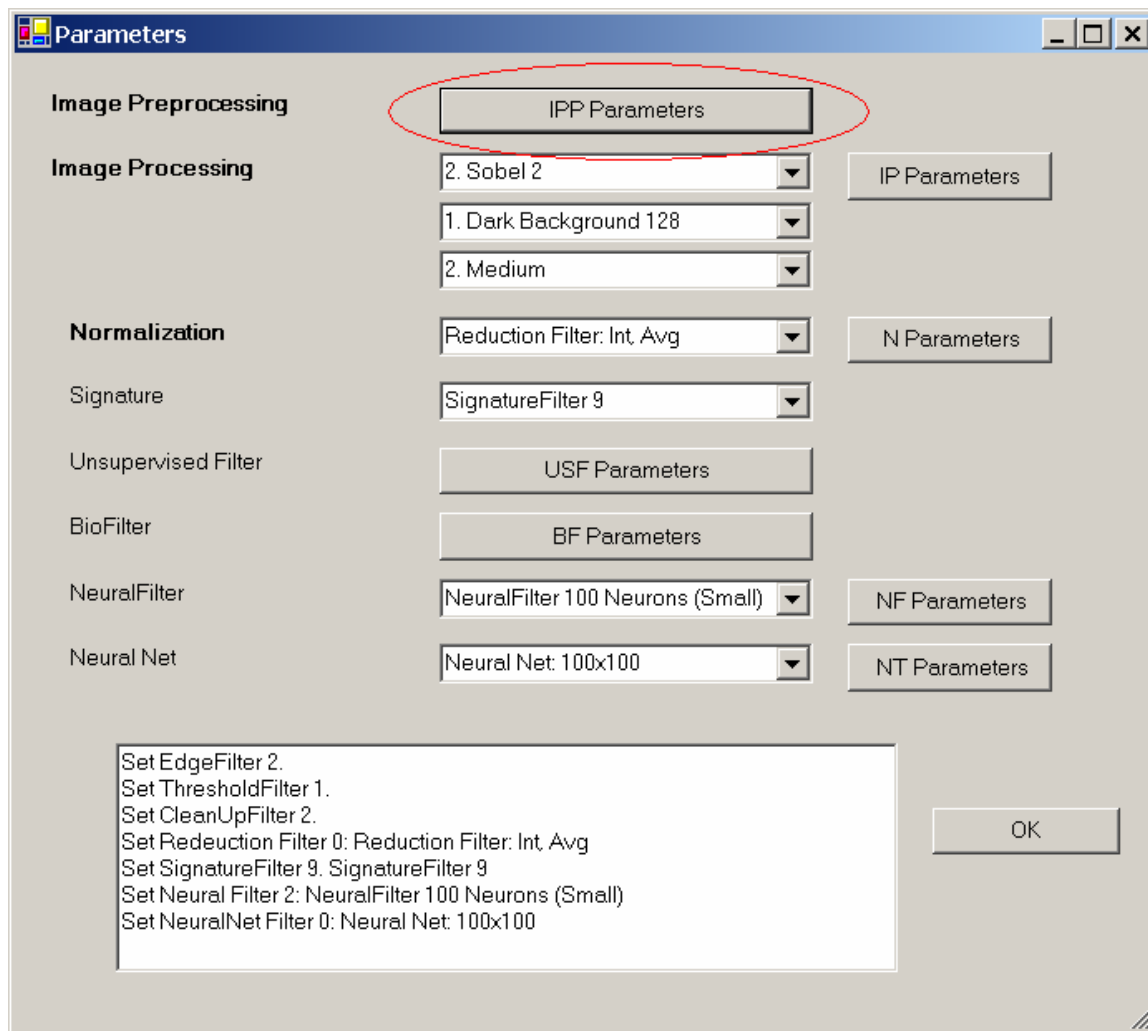 Parameters
Image Preprocessing IPP Parameters
Image Processing 2. Sobel 2 IP Parameters
1. Dark Background 128
2. Medium
Normalization Reduction Filter: Int, Avg N Parameters
Signature SignatureFilter 9
Unsupervised Filter USF Parameters
BioFilter BF Parameters
NeuralFilter NeuralFilter 100 Neurons (Small) NF Parameters
Neural Net Neural Net: 100x100 NT Parameters
Set EdgeFilter 2.
Set ThresholdFilter 1.
Set CleanUpFilter 2.
Set Redeuction Filter 0: Reduction Filter: Int, Avg
Set SignatureFilter 9. SignatureFilter 9
Set Neural Filter 2: NeuralFilter 100 Neurons (Small)
Set NeuralNet Filter 0: Neural Net: 100x100
OK